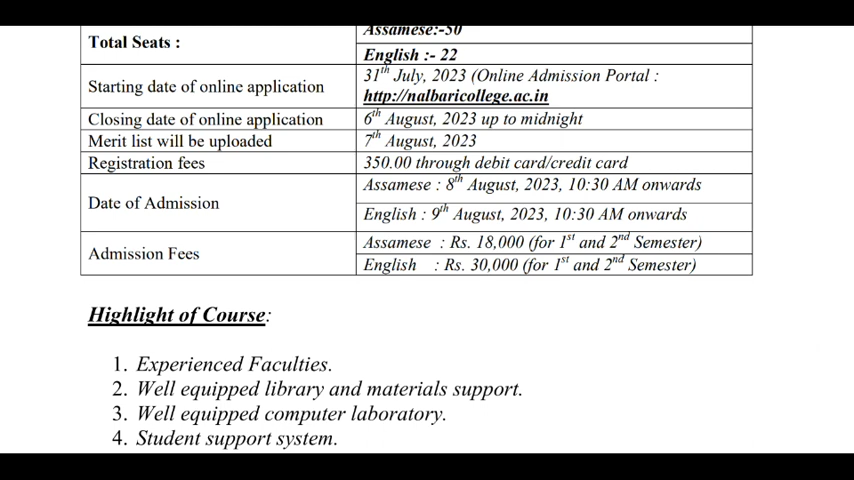 Assamese:-50
Total Seats :
English :- 22
Starting date of online application
31th July, 2023 (Online Admission Portal :
http://nalbaricollege.ac.in
Closing date of online application
6th August, 2023 up to midnight
Merit list will be uploaded
7th August, 2023
Registration fees
350.00 through debit card/credit card
Date of Admission
Assamese : 8th August, 2023, 10:30 AM onwards
English : 9th August, 2023, 10:30 AM onwards
Admission Fees
Assamese : Rs. 18,000 (for 1st and 2nd Semester)
English : Rs. 30,000 (for 1st and 2nd Semester)
Highlight of Course:
1. Experienced Faculties.
2. Well equipped library and materials support.
3. Well equipped computer laboratory.
4. Student support system.